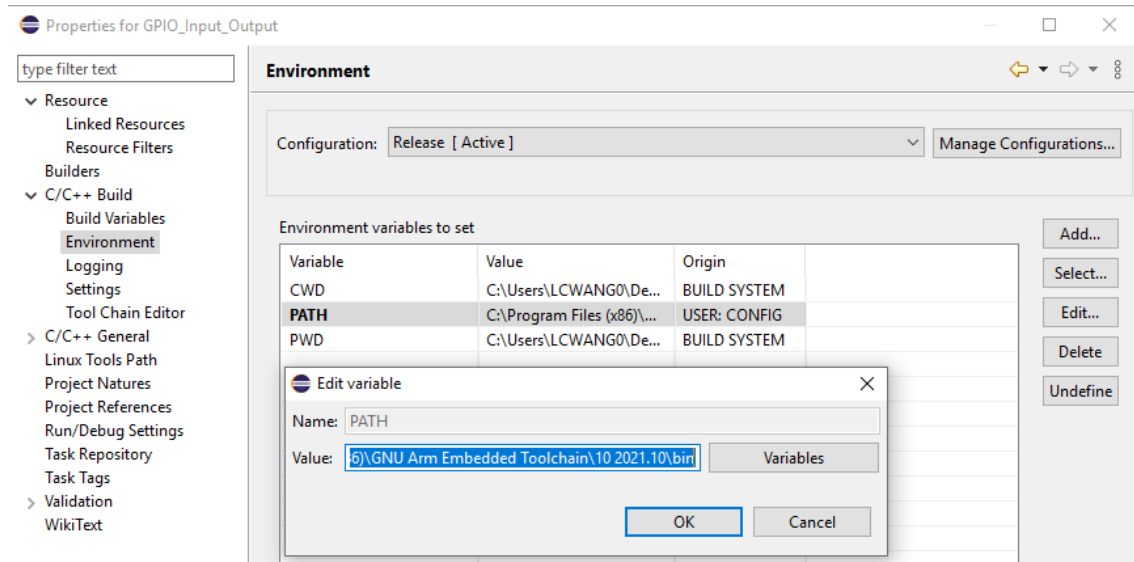 Properties for GPIO_Input_Output
type filter text
Resource
Linked Resources
Resource Filters
Builders
C/C++ Build
Build Variables
Environment
Logging
Settings
Tool Chain Editor
C/C++ General
Linux Tools Path
Project Natures
Project References
Run/Debug Settings
Task Repository
Task Tags
Validation
WikiText
Environment
Configuration: Release [ Active ] Manage Configurations...
Environment variables to set
Variable Value Origin
CWD C:\Users\LCWANG0\De... BUILD SYSTEM
PATH C:\Program Files (x86)\... USER: CONFIG
PWD C:\Users\LCWANG0\De... BUILD SYSTEM
Add...
Select...
Edit...
Delete
Undefine
Edit variable
Name: PATH
Value: 6)\GNU Arm Embedded Toolchain\10 2021.10\bin Variables
OK Cancel